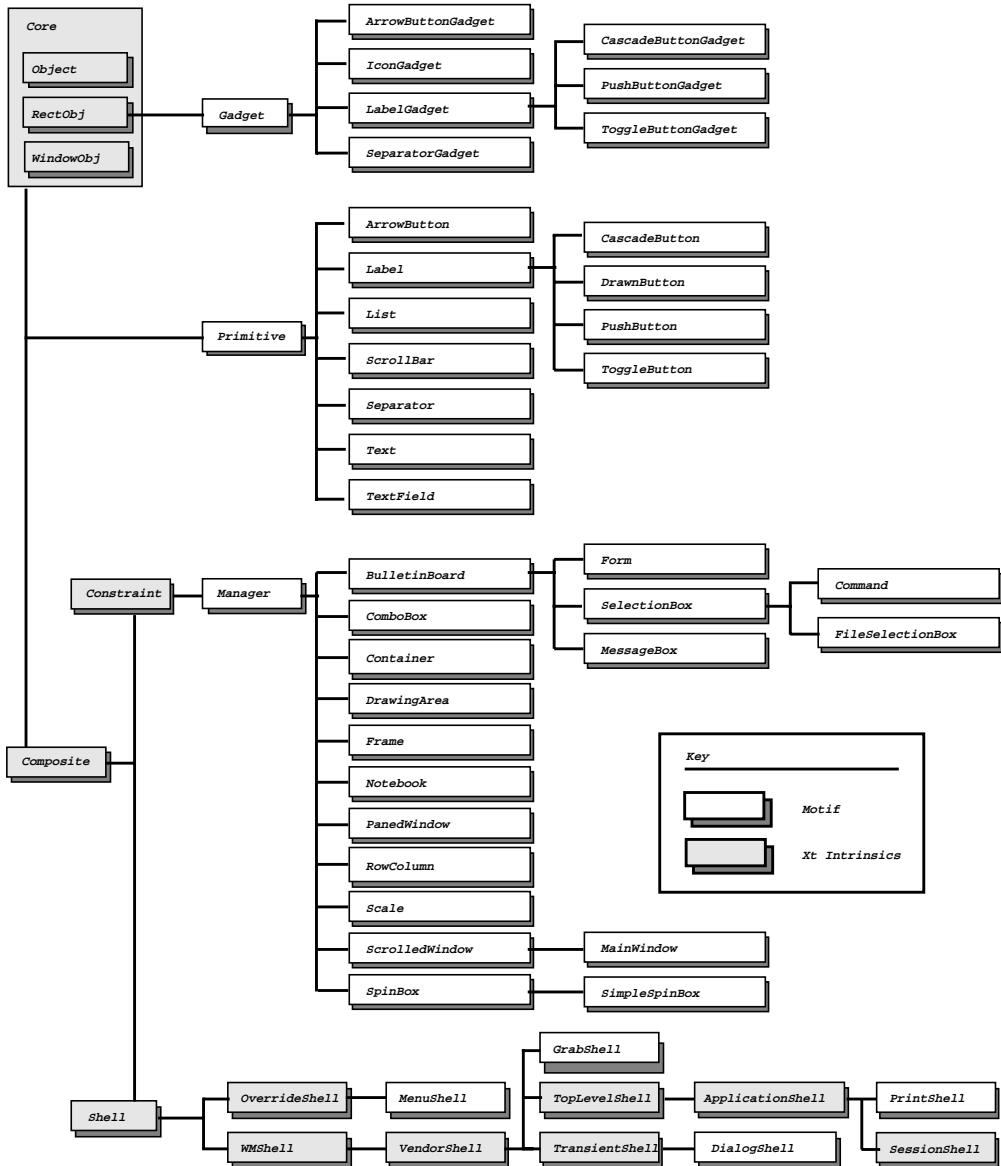 Core
Object
RectObj
WindowObj
Gadget
ArrowButtonGadget
IconGadget
LabelGadget
SeparatorGadget
CascadeButtonGadget
PushButtonGadget
ToggleButtonGadget
Primitive
ArrowButton
Label
List
ScrollBar
Separator
Text
TextField
CascadeButton
DrawnButton
PushButton
ToggleButton
Constraint
Manager
BulletinBoard
ComboBox
Container
DrawingArea
Frame
Notebook
PanedWindow
RowColumn
Scale
ScrolledWindow
SpinBox
Form
SelectionBox
MessageBox
Command
FileSelectionBox
MainWindow
SimpleSpinBox
Composite
Key
Motif
Xt Intrinsics
Shell
OverrideShell
MenuShell
WMShell
VendorShell
GrabShell
TopLevelShell
ApplicationShell
PrintShell
SessionShell
TransientShell
DialogShell